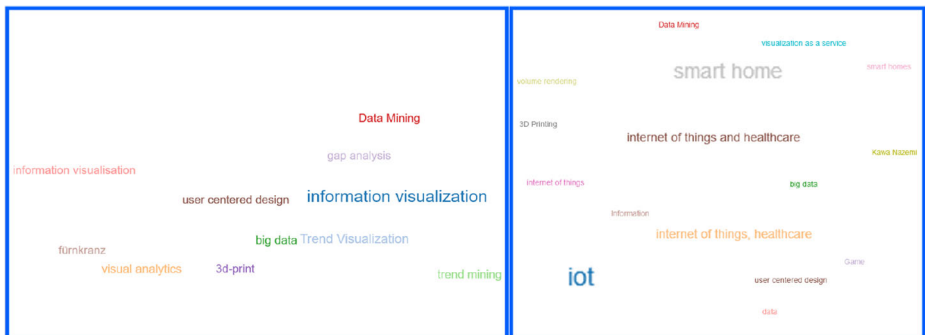 Data Mining
gap analysis
information visualisation
user centered design
information visualization
big data
Trend Visualization
fürnkranz
visual analytics
3d-print
trend mining
Data Mining
visualization as a service
smart home
smart homes
volume rendering
3D Printing
internet of things and healthcare
Kawa Nazemi
internet of things
big data
Information
internet of things, healthcare
Game
iot
user centered design
data